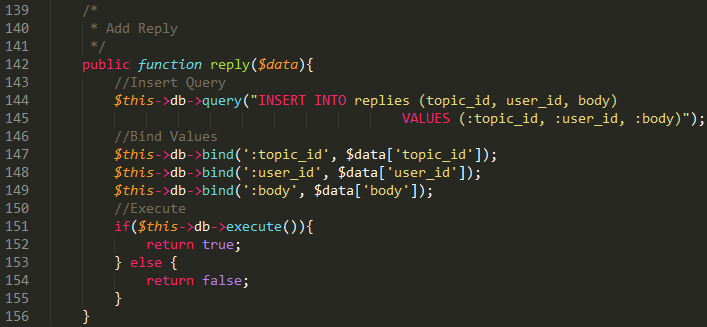 139 /*
140 * Add Reply
141 */
142 public function reply($data){
143 //Insert Query
144 $this->db->query("INSERT INTO replies (topic_id, user_id, body)
145 VALUES (:topic_id, :user_id, :body)");
146 //Bind Values
147 $this->db->bind(':topic_id', $data['topic_id']);
148 $this->db->bind(':user_id', $data['user_id']);
149 $this->db->bind(':body', $data['body']);
150 //Execute
151 if($this->db->execute()){
152 return true;
153 } else {
154 return false;
155 }
156 }